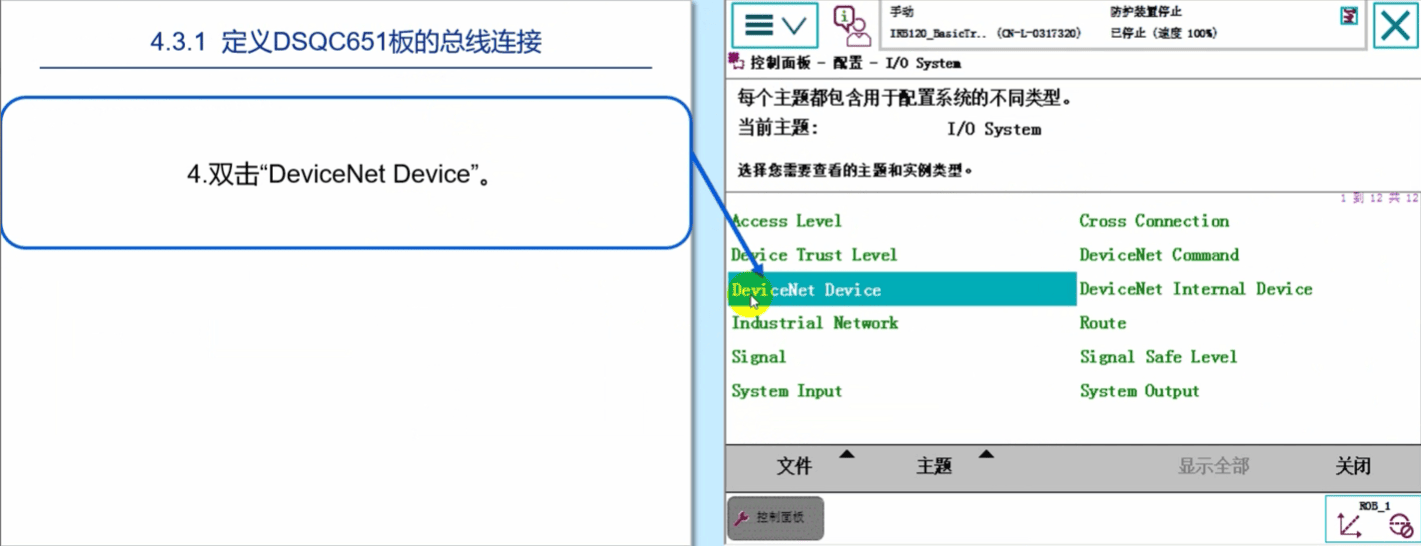 4.3.1 定义DSQC651板的总线连接
4.双击“DeviceNet Device”。
手动
防护装置停止
IRB120_BasicTr.. (CN-L-0317320)
已停止 (速度 100%)
控制面板 - 配置 - I/O System
每个主题都包含用于配置系统的不同类型。
当前主题: I/O System
选择您需要查看的主题和实例类型。
1 到 12 共 12
Access Level
Cross Connection
Device Trust Level
DeviceNet Command
DeviceNet Device
DeviceNet Internal Device
Industrial Network
Route
Signal
Signal Safe Level
System Input
System Output
文件
主题
显示全部
关闭
控制面板
ROB_1